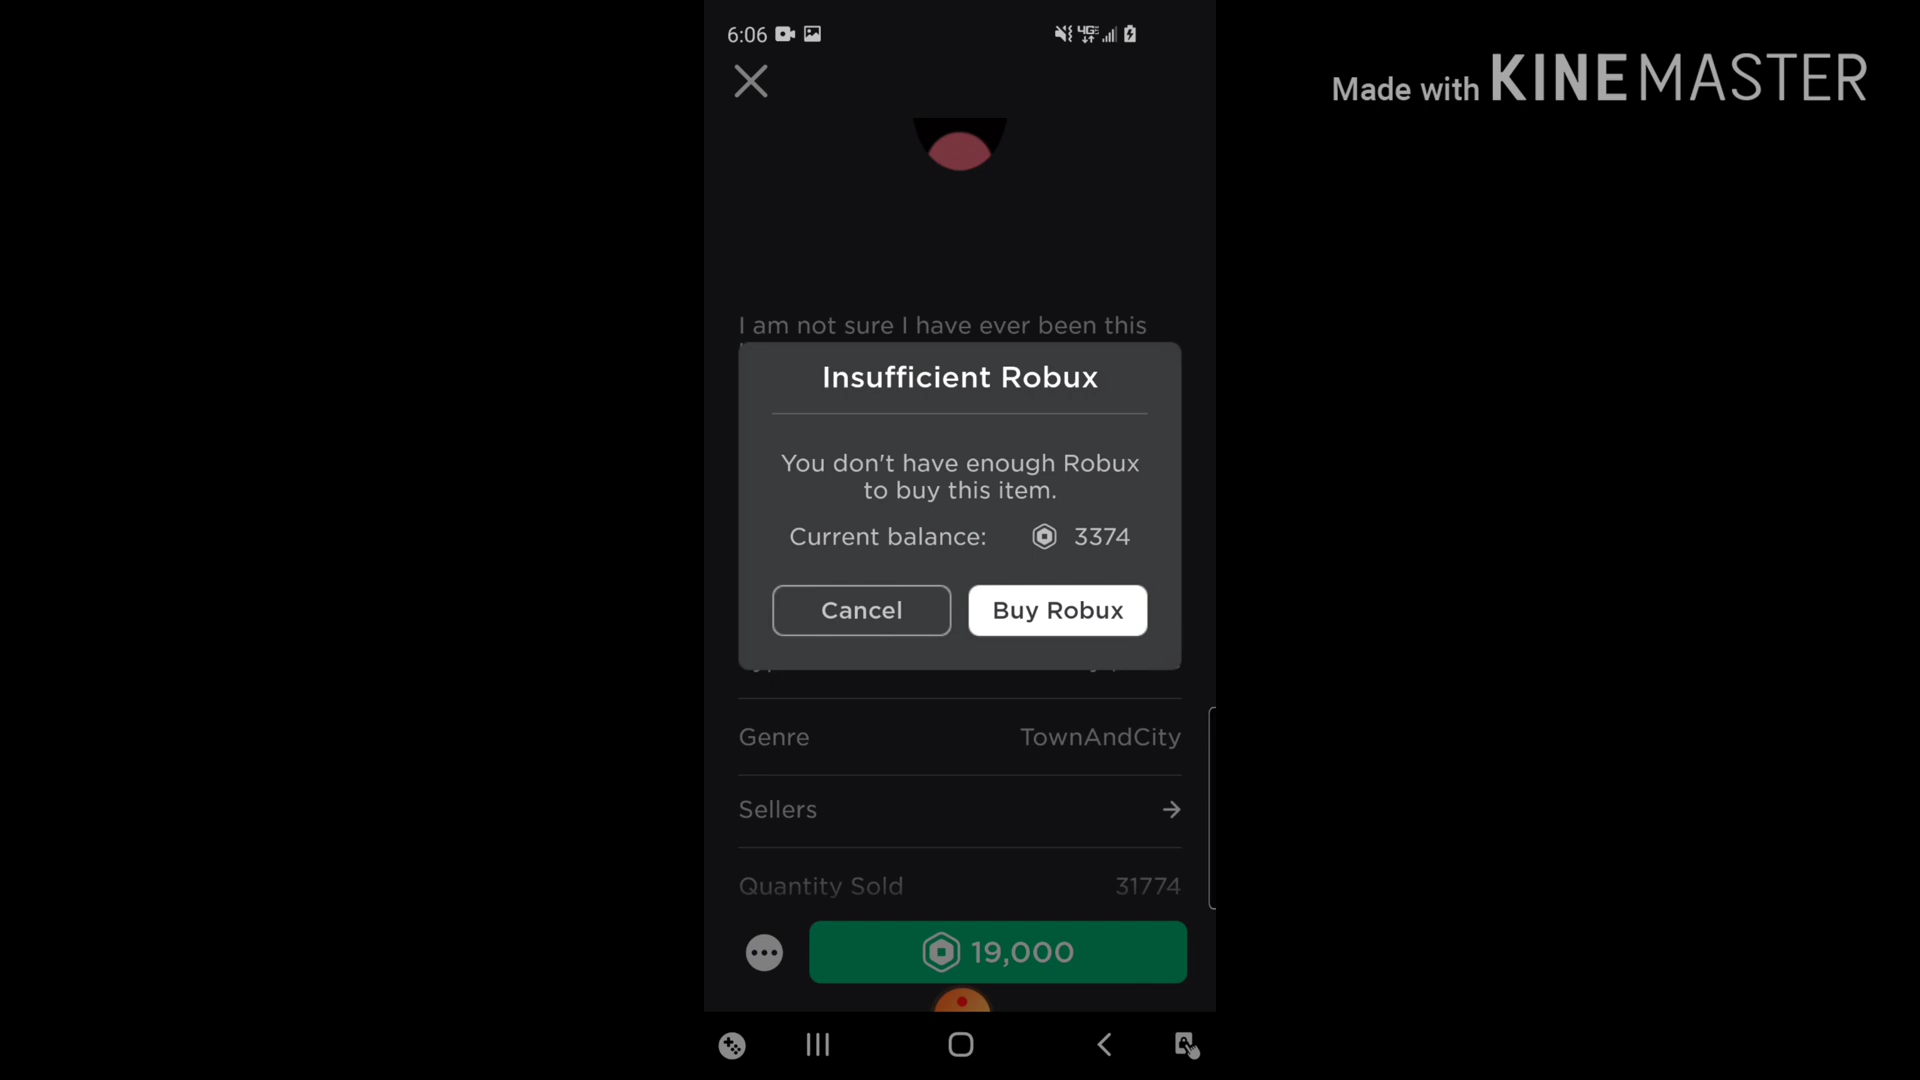 6:06
Made with KINEMASTER
I am not sure I have ever been this
Insufficient Robux
You don't have enough Robux
to buy this item.
Current balance: 3374
Cancel Buy Robux
Genre TownAndCity
Sellers
Quantity Sold 31774
19,000